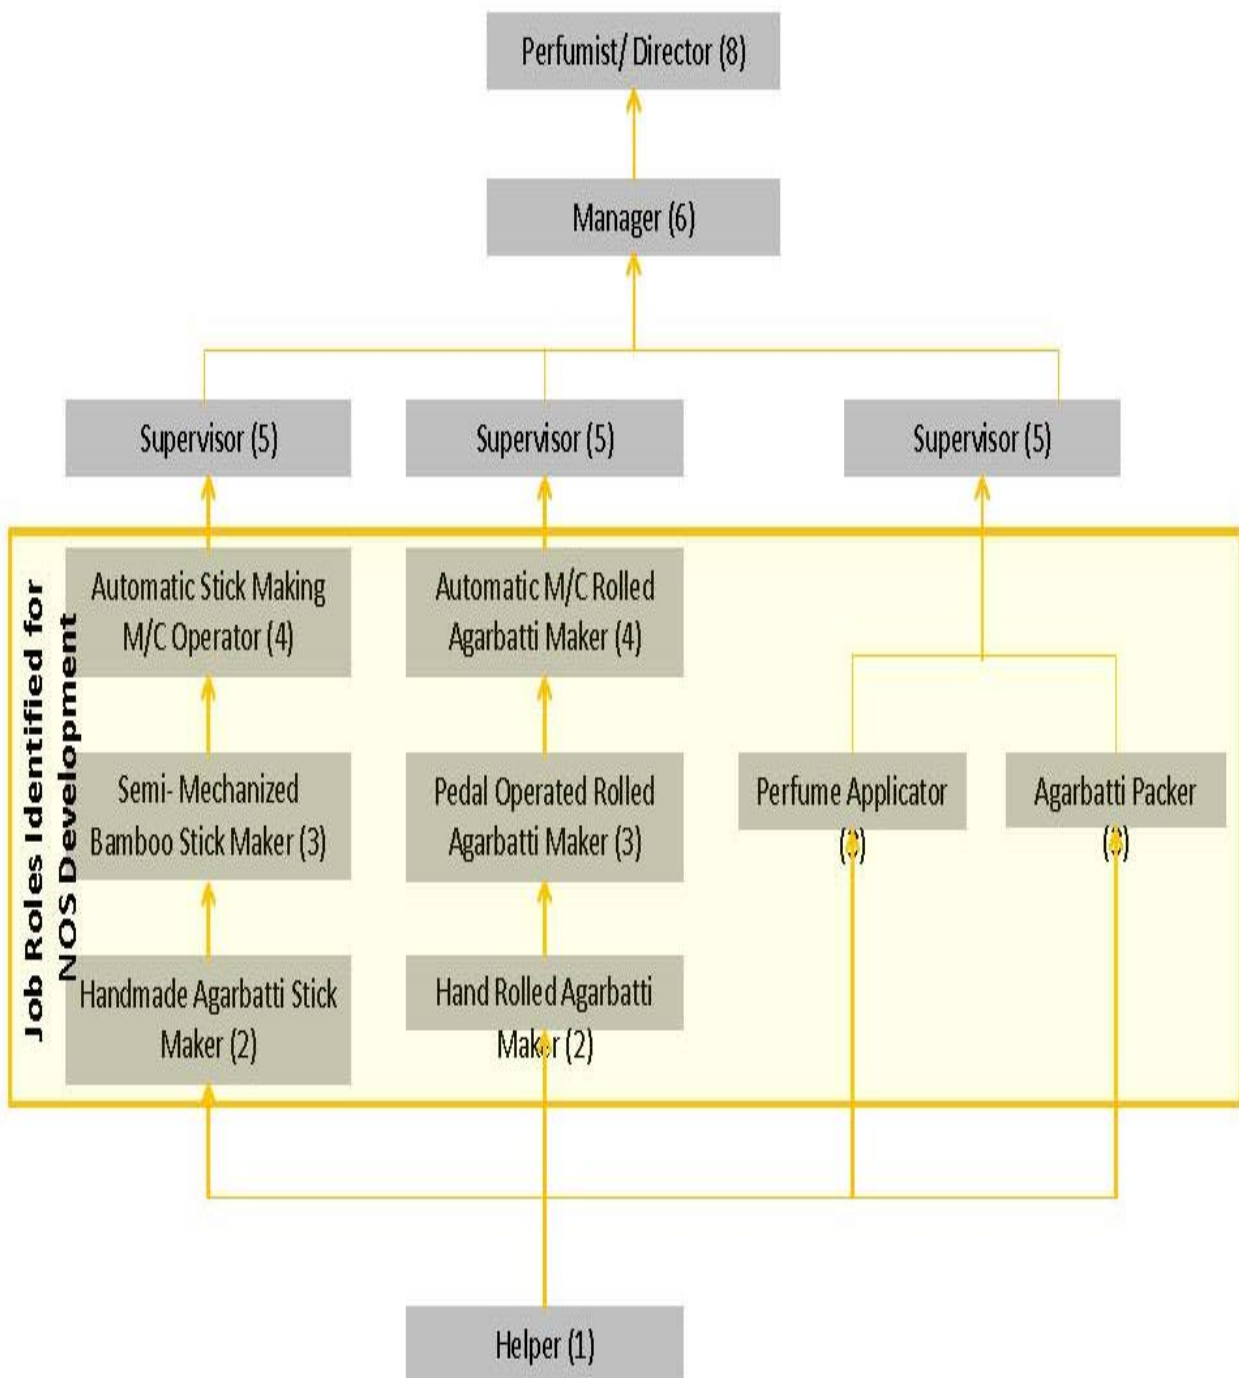 Perfumist/ Director (8)
Manager (6)
Supervisor (5)
Supervisor (5)
Supervisor (5)
Job Roles Identified for
NOS Development
Automatic Stick Making
M/C Operator (4)
Automatic M/C Rolled
Agarbatti Maker (4)
Semi- Mechanized
Bamboo Stick Maker (3)
Pedal Operated Rolled
Agarbatti Maker (3)
Perfume Applicator
Agarbatti Packer
Handmade Agarbatti Stick
Maker (2)
Hand Rolled Agarbatti
Maker (2)
Helper (1)